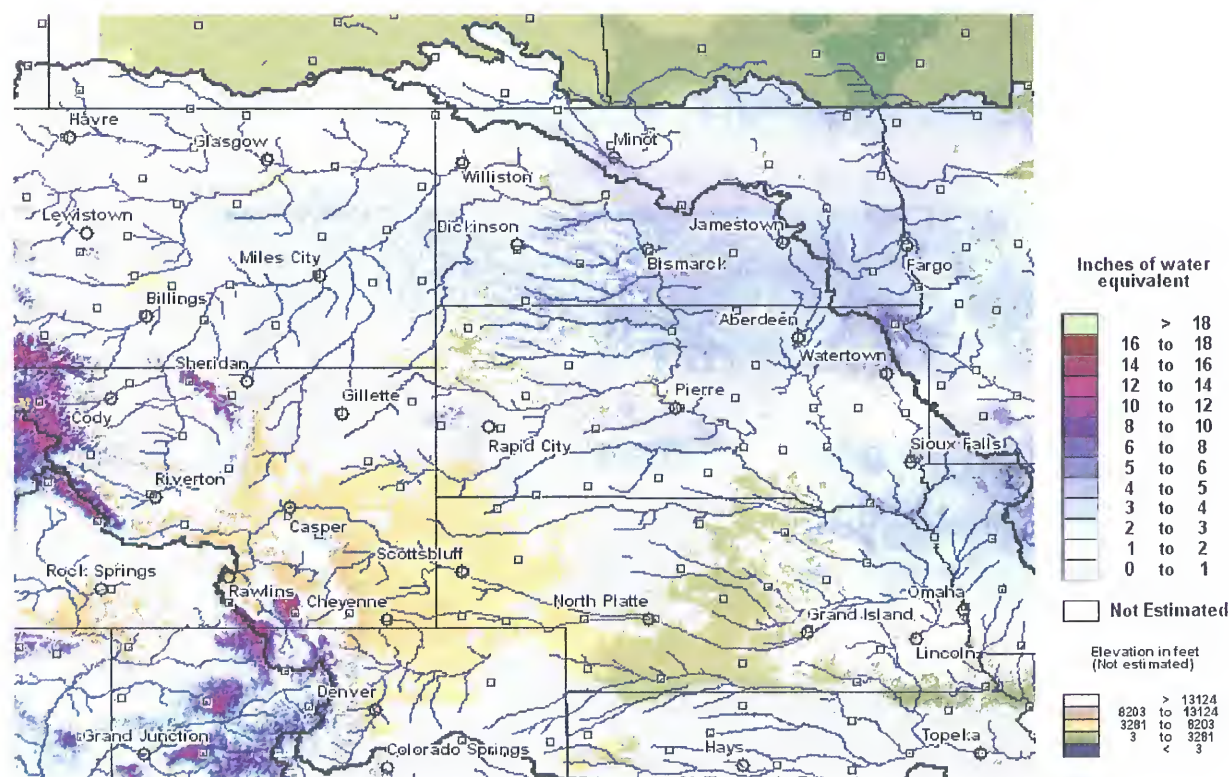 Havre
Glasgow
Minot
Williston
Lewistown
Dickinson
Jamestown
Miles City
Bismarck
Fargo
Billings
Aberdeen
Sheridan
Watertown
Cody
Gillette
Pierre
Rapid City
Sioux Falls
Riverton
Casper
Scottsbluff
Rock Springs
Rawlins
Cheyenne
North Platte
Omaha
Grand Island
Lincoln
Denver
Grand Junction
Colorado Springs
Hays
Topeka
Inches of water
equivalent
> 18
16 to 18
14 to 16
12 to 14
10 to 12
8 to 10
6 to 8
5 to 6
4 to 5
3 to 4
2 to 3
1 to 2
0 to 1
Not Estimated
Elevation in feet
(Not estimated)
> 13124
8203 to 13124
3281 to 8203
3 to 3281
< 3